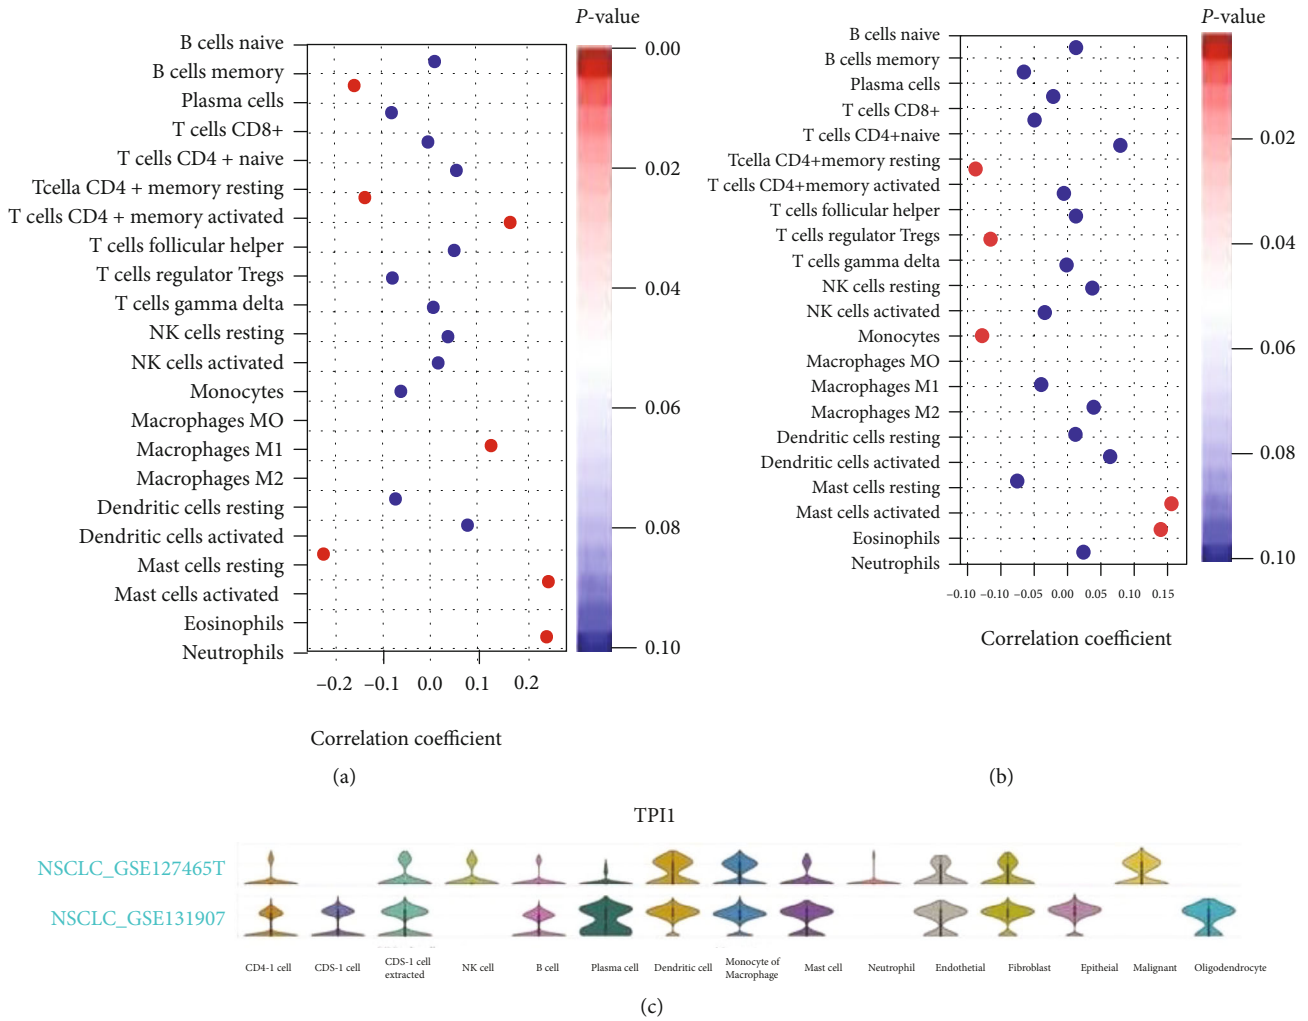 P-value
B cells naive
B cells memory
Plasma cells
T cells CD8+
T cells CD4 + naive
Tcella CD4 + memory resting
T cells CD4 + memory activated
T cells follicular helper
T cells regulator Tregs
T cells gamma delta
NK cells resting
NK cells activated
Monocytes
Macrophages MO
Macrophages M1
Macrophages M2
Dendritic cells resting
Dendritic cells activated
Mast cells resting
Mast cells activated
Eosinophils
Neutrophils
0.00
0.02
0.04
0.06
0.08
0.10
−0.2 −0.1 0.0 0.1 0.2
Correlation coefficient
(a)
P-value
B cells naive
B cells memory
Plasma cells
T cells CD8+
T cells CD4+naive
Tcella CD4+memory resting
T cells CD4+memory activated
T cells follicular helper
T cells regulator Tregs
T cells gamma delta
NK cells resting
NK cells activated
Monocytes
Macrophages MO
Macrophages M1
Macrophages M2
Dendritic cells resting
Dendritic cells activated
Mast cells resting
Mast cells activated
Eosinophils
Neutrophils
0.02
0.04
0.06
0.08
0.10
−0.10 −0.10 −0.05 0.00 0.05 0.10 0.15
Correlation coefficient
(b)
TPI1
NSCLC_GSE127465T
NSCLC_GSE131907
CD4-1 cell
CDS-1 cell
CDS-1 cell
extracted
NK cell
B cell
Plasma cell
Dendritic cell
Monocyte of
Macrophage
Mast cell
Neutrophil
Endothetial
Fibroblast
Epitheial
Malignant
Oligodendrocyte
(c)